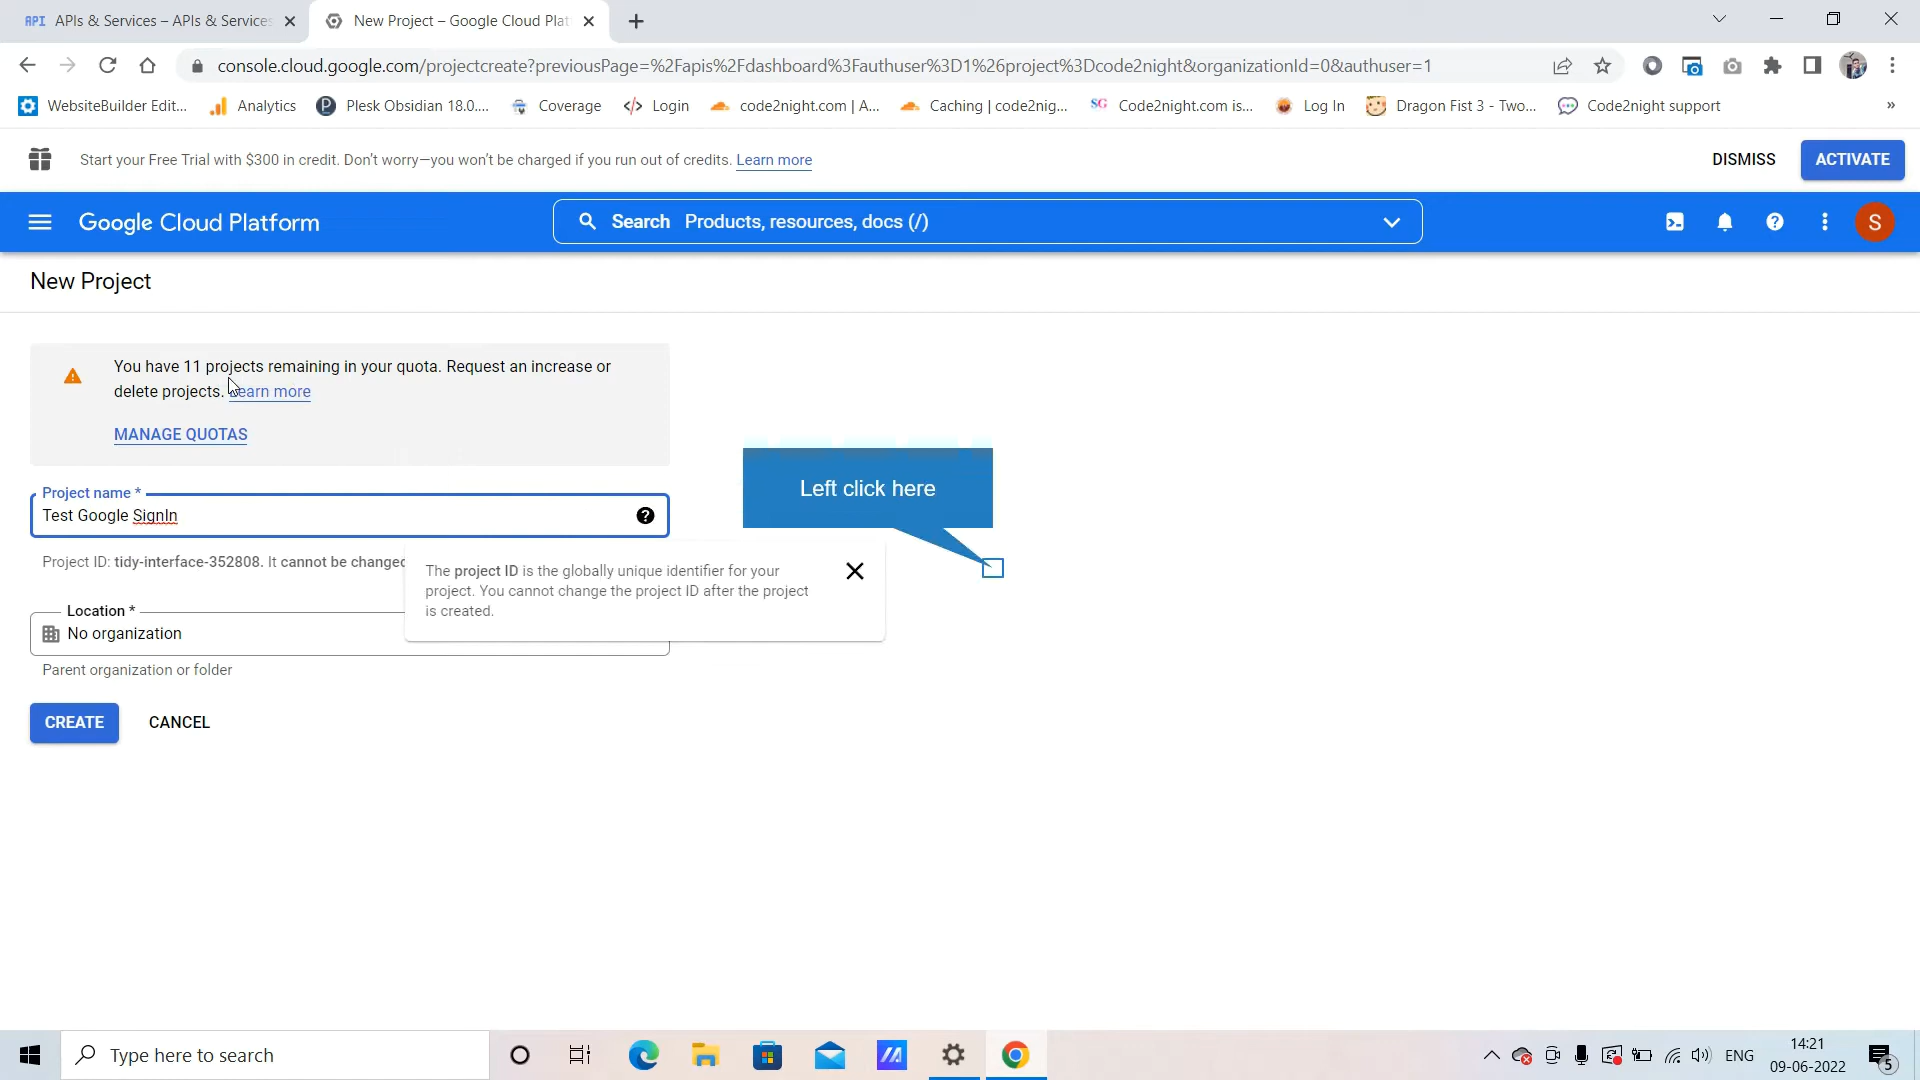 API APIs & Services – APIs & Services
New Project – Google Cloud Plat
console.cloud.google.com/projectcreate?previousPage=%2Fapis%2Fdashboard%3Fauthuser%3D1%26project%3Dcode2night&organizationId=0&authuser=1
WebsiteBuilder Edit... Analytics Plesk Obsidian 18.0.... Coverage Login code2night.com | A... Caching | code2nig... SG Code2night.com is... Log In Dragon Fist 3 - Two... Code2night support »
Start your Free Trial with $300 in credit. Don't worry—you won't be charged if you run out of credits. Learn more DISMISS ACTIVATE
Google Cloud Platform Search Products, resources, docs (/) S
New Project
You have 11 projects remaining in your quota. Request an increase or
delete projects. Learn more
MANAGE QUOTAS
Left click here
Project name *
Test Google SignIn
Project ID: tidy-interface-352808. It cannot be changed
The project ID is the globally unique identifier for your
project. You cannot change the project ID after the project
is created.
Location *
No organization
Parent organization or folder
CREATE CANCEL
Type here to search
ENG
14:21
09-06-2022
5